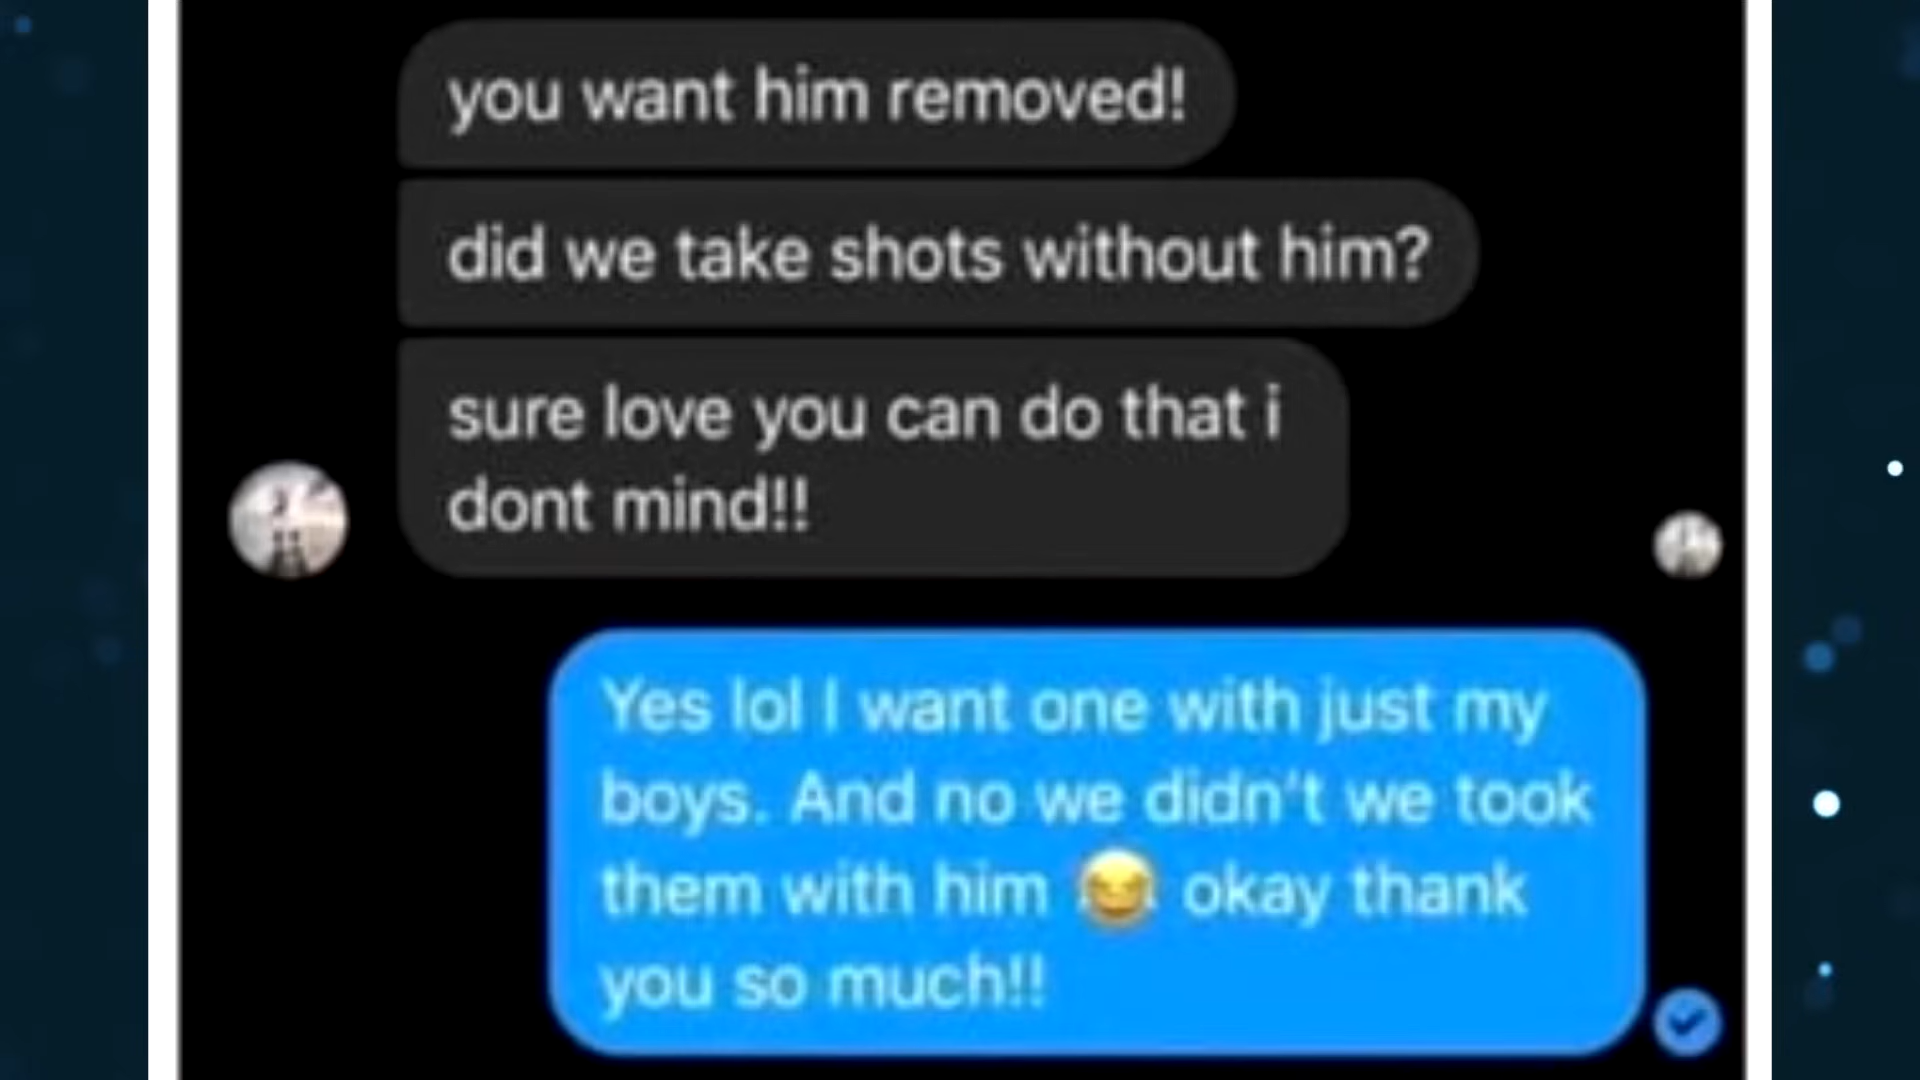 you want him removed!
did we take shots without him?
sure love you can do that i
dont mind!!
Yes lol I want one with just my
boys. And no we didn't we took
them with him 😂 okay thank
you so much!!